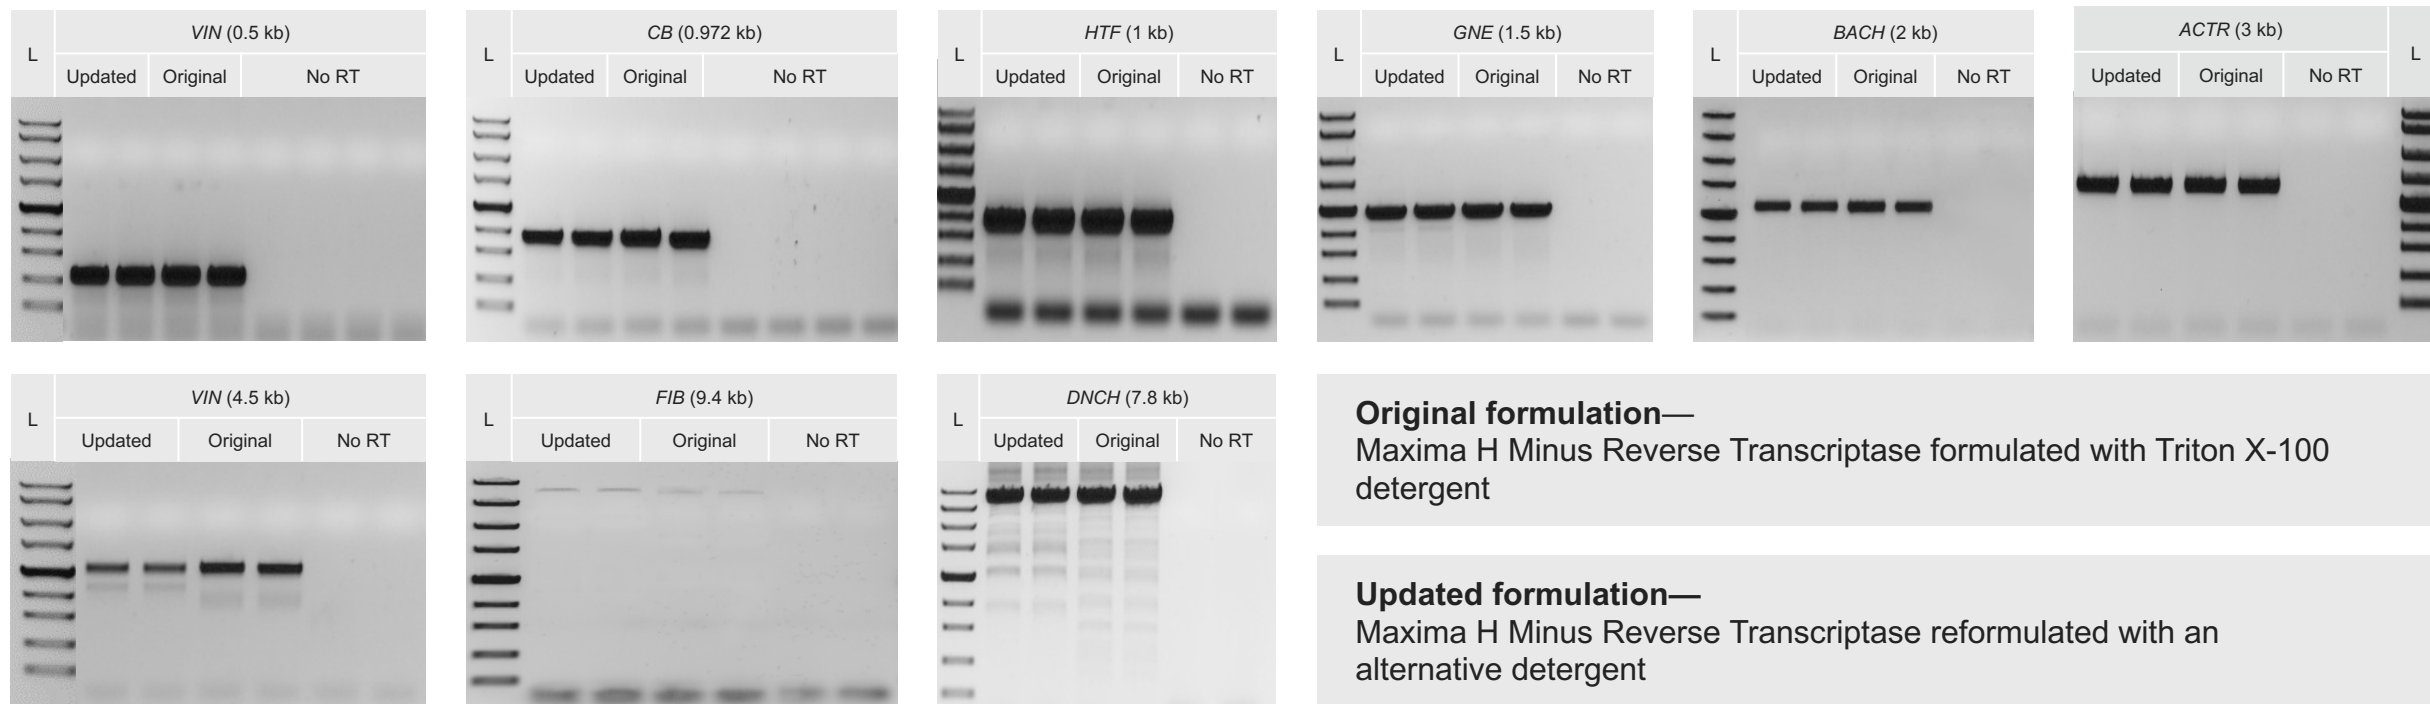 L
VIN (0.5 kb)
Updated Original No RT
L
CB (0.972 kb)
Updated Original No RT
L
HTF (1 kb)
Updated Original No RT
L
GNE (1.5 kb)
Updated Original No RT
L
BACH (2 kb)
Updated Original No RT
ACTR (3 kb)
L
Updated Original No RT
L
VIN (4.5 kb)
Updated Original No RT
L
FIB (9.4 kb)
Updated Original No RT
L
DNCH (7.8 kb)
Updated Original No RT
Original formulation—
Maxima H Minus Reverse Transcriptase formulated with Triton X-100
detergent
Updated formulation—
Maxima H Minus Reverse Transcriptase reformulated with an
alternative detergent